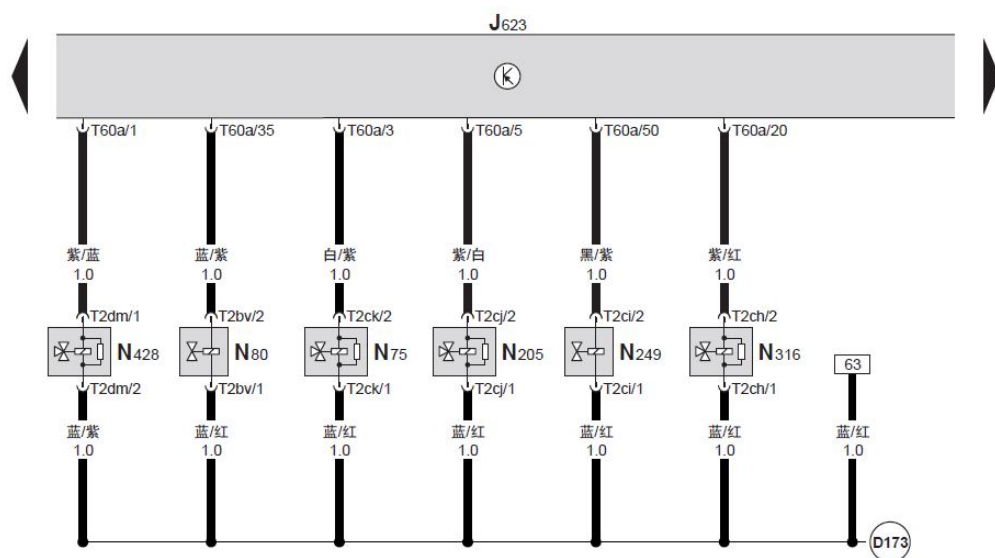 J623
T60a/1 T60a/35 T60a/3 T60a/5 T60a/50 T60a/20
紫/蓝 蓝/紫 白/紫 紫/白 黑/紫 紫/红
1.0 1.0 1.0 1.0 1.0 1.0
T2dm/1 T2bv/2 T2ck/2 T2cj/2 T2ci/2 T2ch/2
N428 N80 N75 N205 N249 N316 63
T2dm/2 T2bv/1 T2ck/1 T2cj/1 T2ci/1 T2ch/1
蓝/紫 蓝/红 蓝/红 蓝/红 蓝/红 蓝/红 蓝/红
1.0 1.0 1.0 1.0 1.0 1.0 1.0
D173